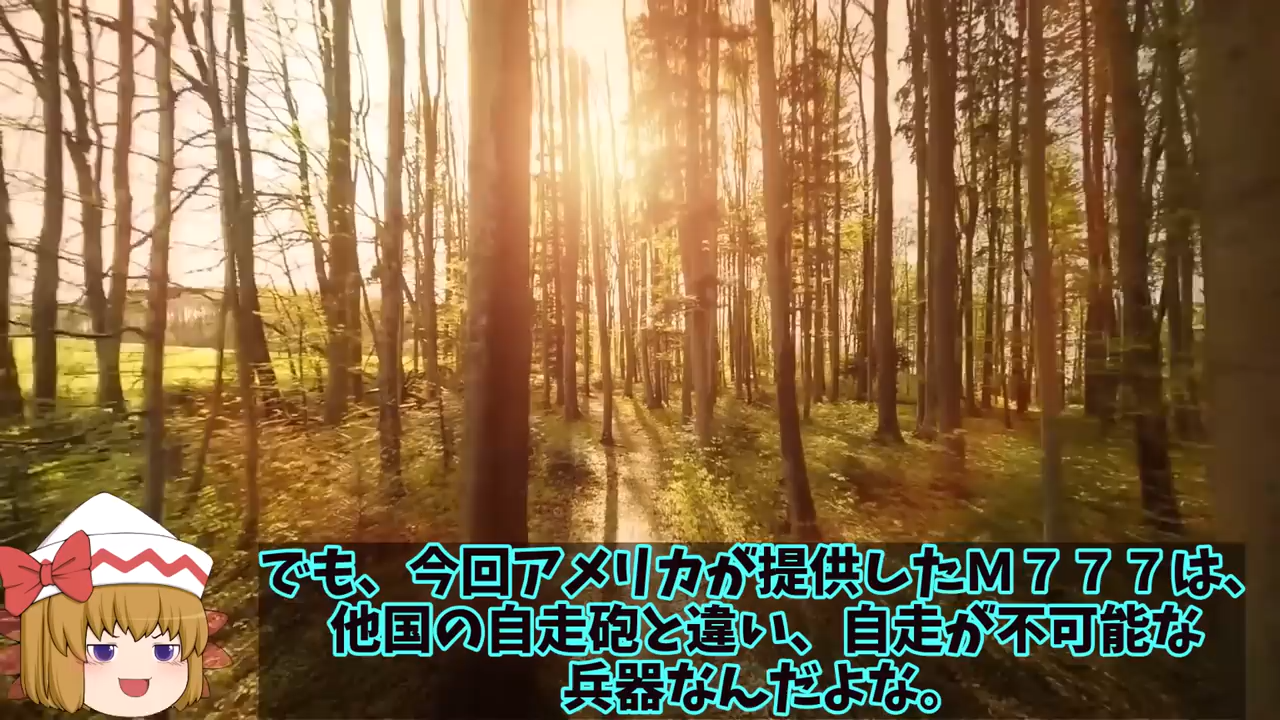 でも、今回アメリカが提供したM７７７は、
他国の自走砲と違い、自走が不可能な
兵器なんだよな。